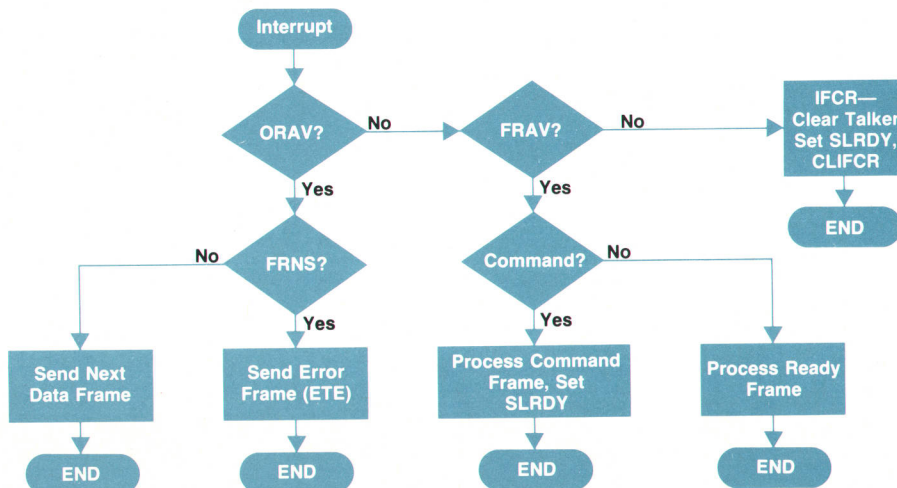 Interrupt
ORAV?
No
FRAV?
No
IFCR—
Clear Talker
Set SLRDY,
CLIFCR
Yes
Yes
END
No
FRNS?
Command?
No
Yes
Yes
Send Next
Data Frame
Send Error
Frame (ETE)
Process Command
Frame, Set
SLRDY
Process Ready
Frame
END
END
END
END